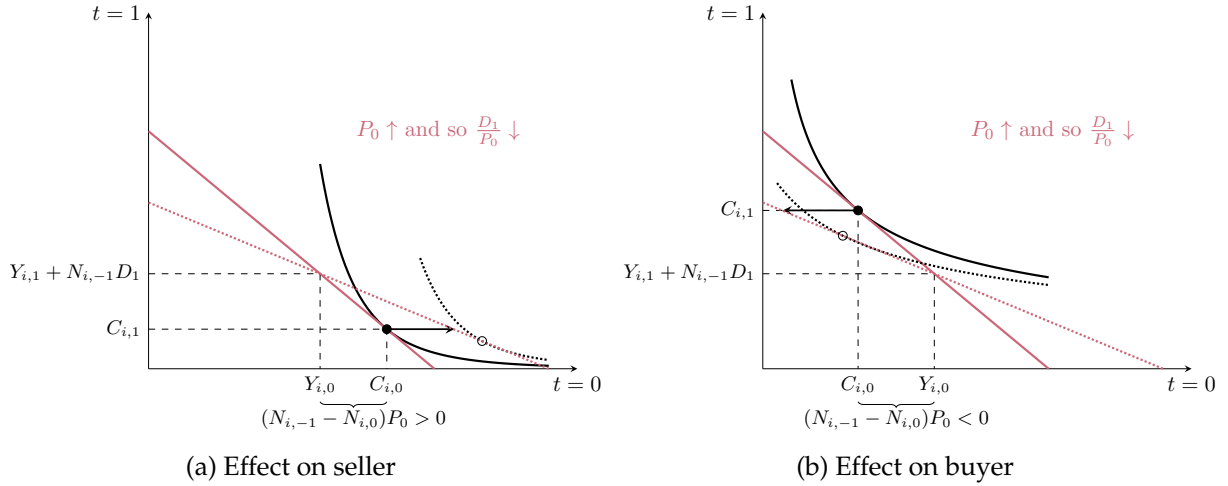 t = 1
P₀ ↑ and so D₁/P₀ ↓
Y_{i,1} + N_{i,−1}D₁
C_{i,1}
Y_{i,0}
C_{i,0}
t = 0
(N_{i,−1} − N_{i,0})P₀ > 0
(a) Effect on seller
t = 1
P₀ ↑ and so D₁/P₀ ↓
C_{i,1}
Y_{i,1} + N_{i,−1}D₁
C_{i,0}
Y_{i,0}
t = 0
(N_{i,−1} − N_{i,0})P₀ < 0
(b) Effect on buyer